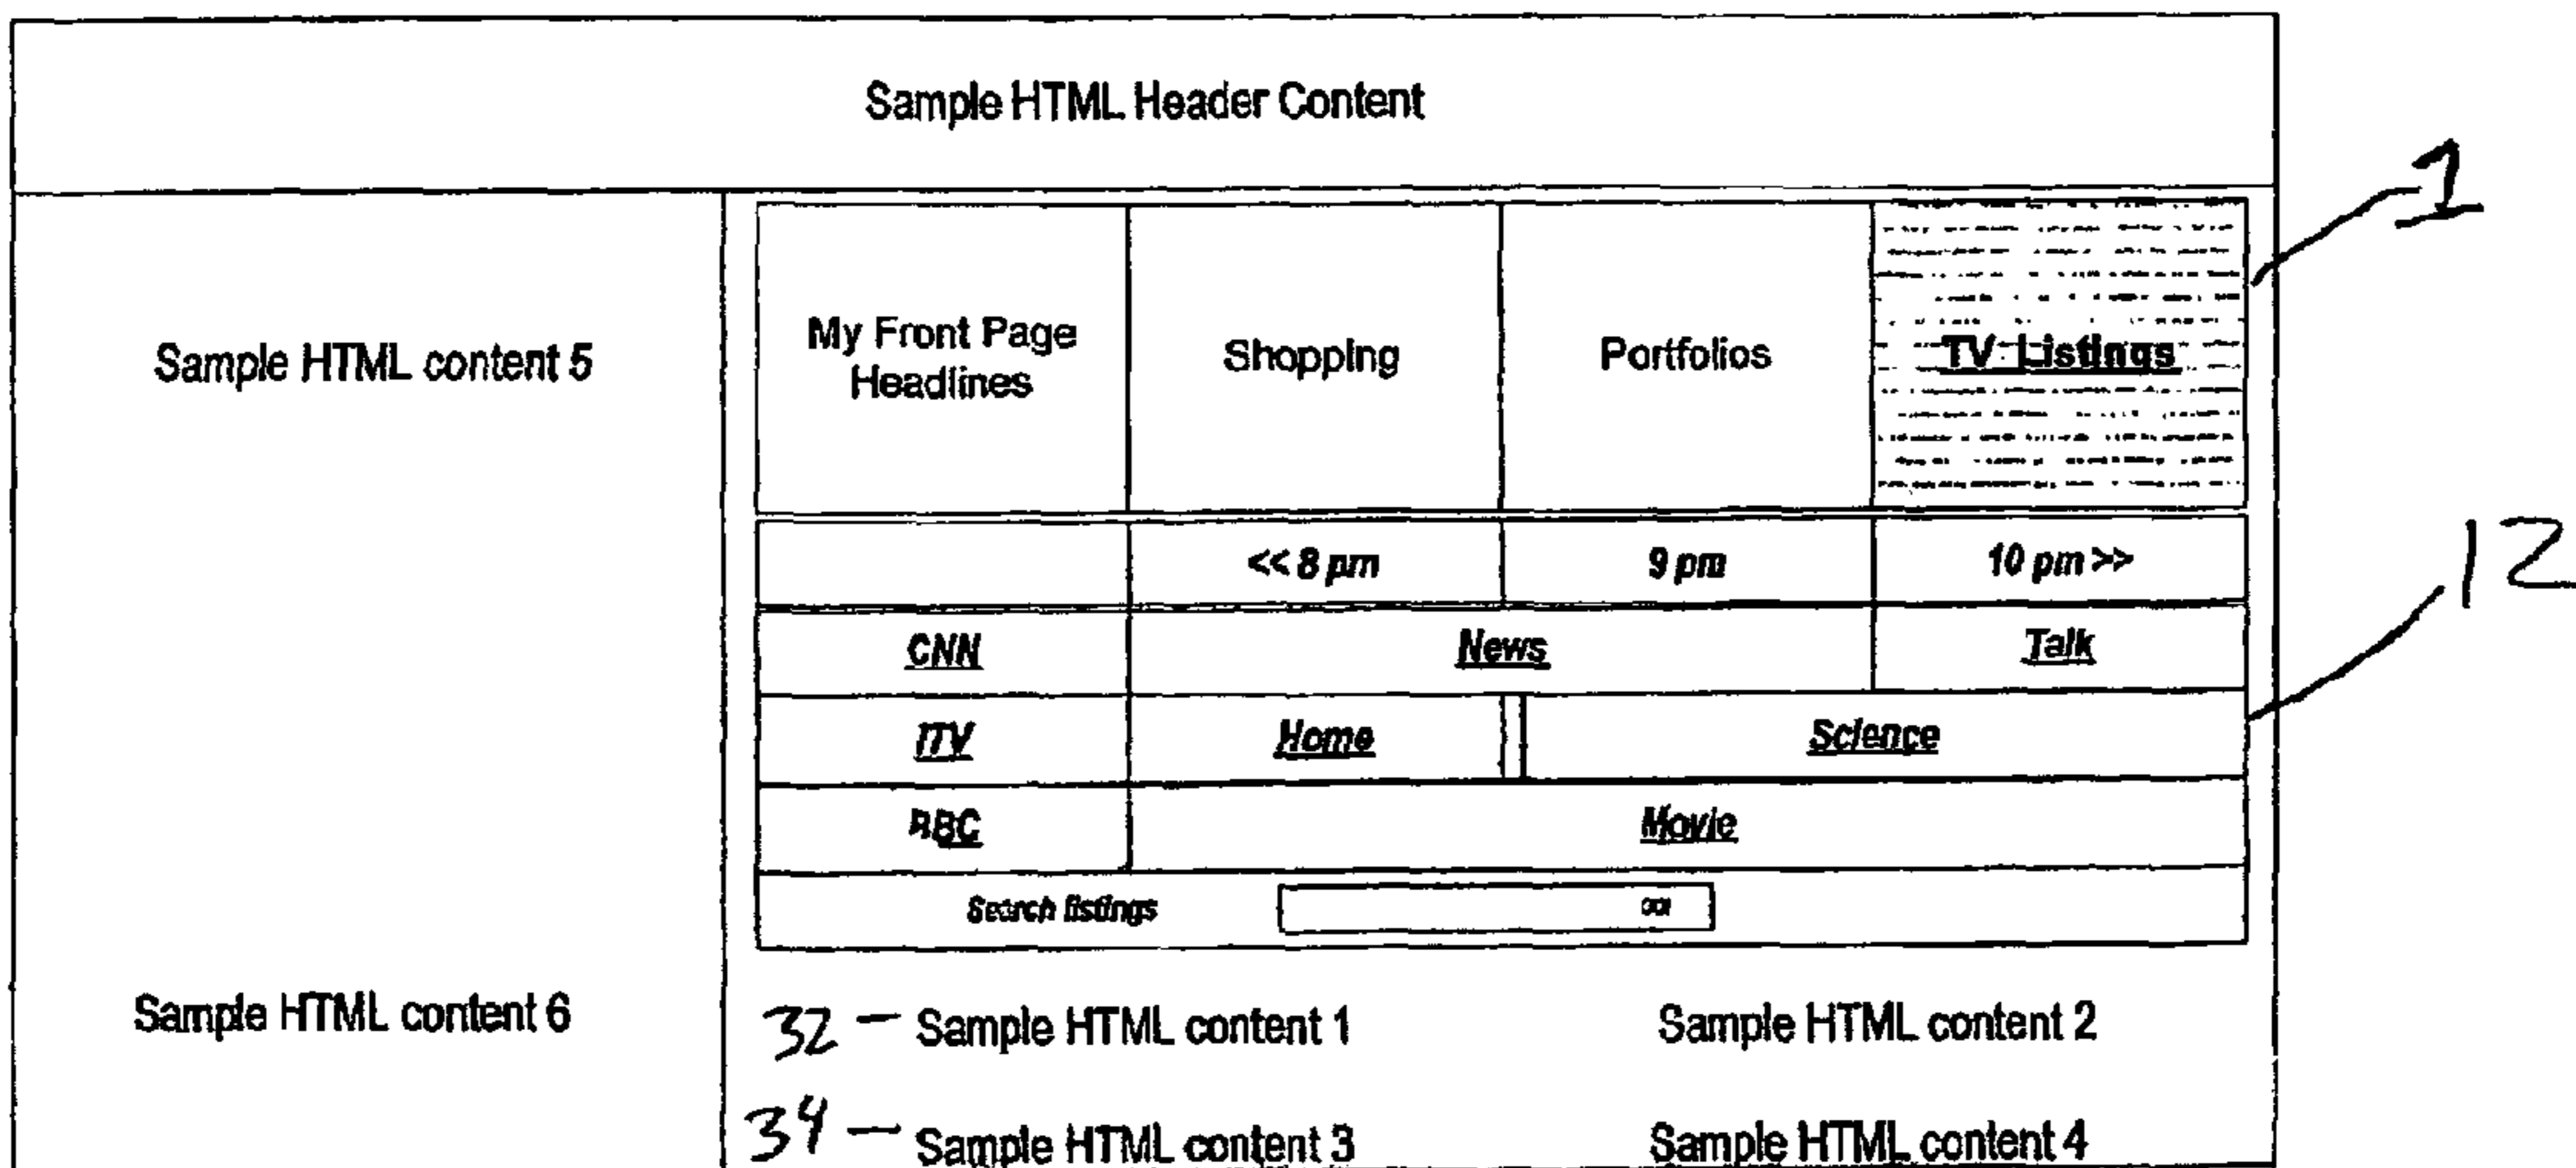 Sample HTML Header Content
1
Sample HTML content 5
My Front Page
Headlines
Shopping
Portfolios
TV Listings
<< 8 pm
9 pm
10 pm >>
12
CNN
News
Talk
ITV
Home
Science
BBC
Movie
Search listings
Sample HTML content 6
32 — Sample HTML content 1
Sample HTML content 2
34 — Sample HTML content 3
Sample HTML content 4